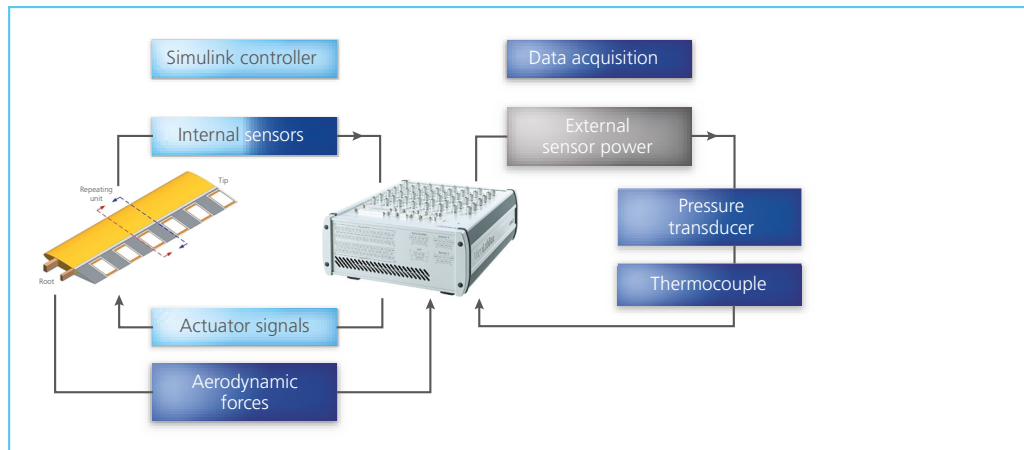 Simulink controller
Data acquisition
Internal sensors
External
sensor power
Repeating
unit
Tip
Root
Pressure
transducer
Thermocouple
Actuator signals
Aerodynamic
forces